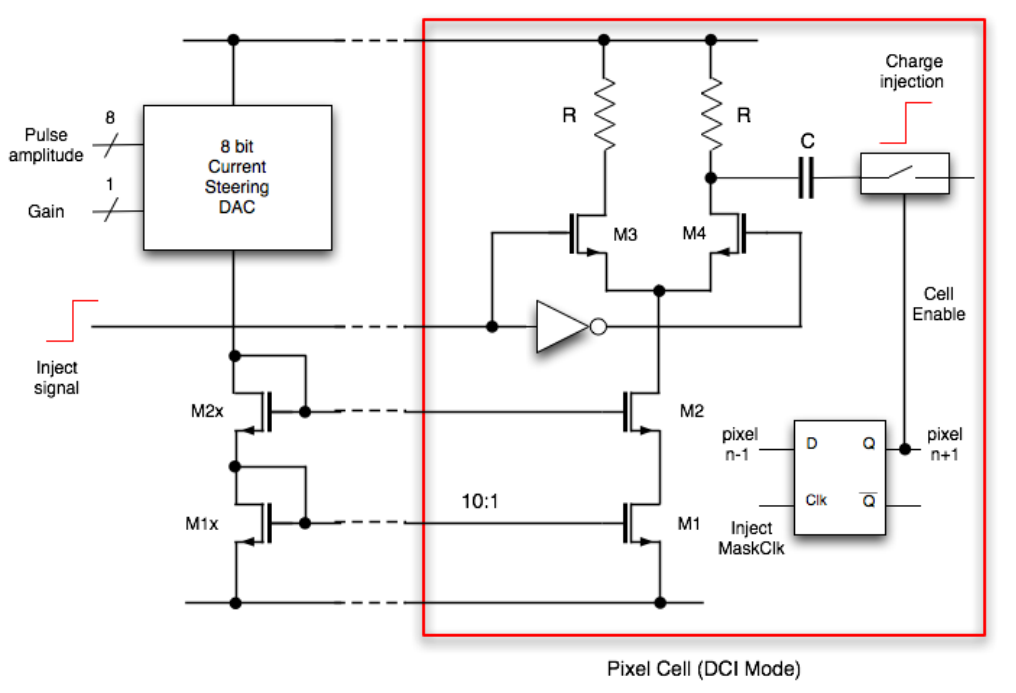 Charge
injection
8
Pulse
amplitude
1
Gain
8 bit
Current
Steering
DAC
R
R
C
M3
M4
Inject
signal
Cell
Enable
M2x
M2
M1x
10:1
M1
pixel
n-1
D
Q
pixel
n+1
Clk
Q
Inject
MaskClk
Pixel Cell (DCI Mode)